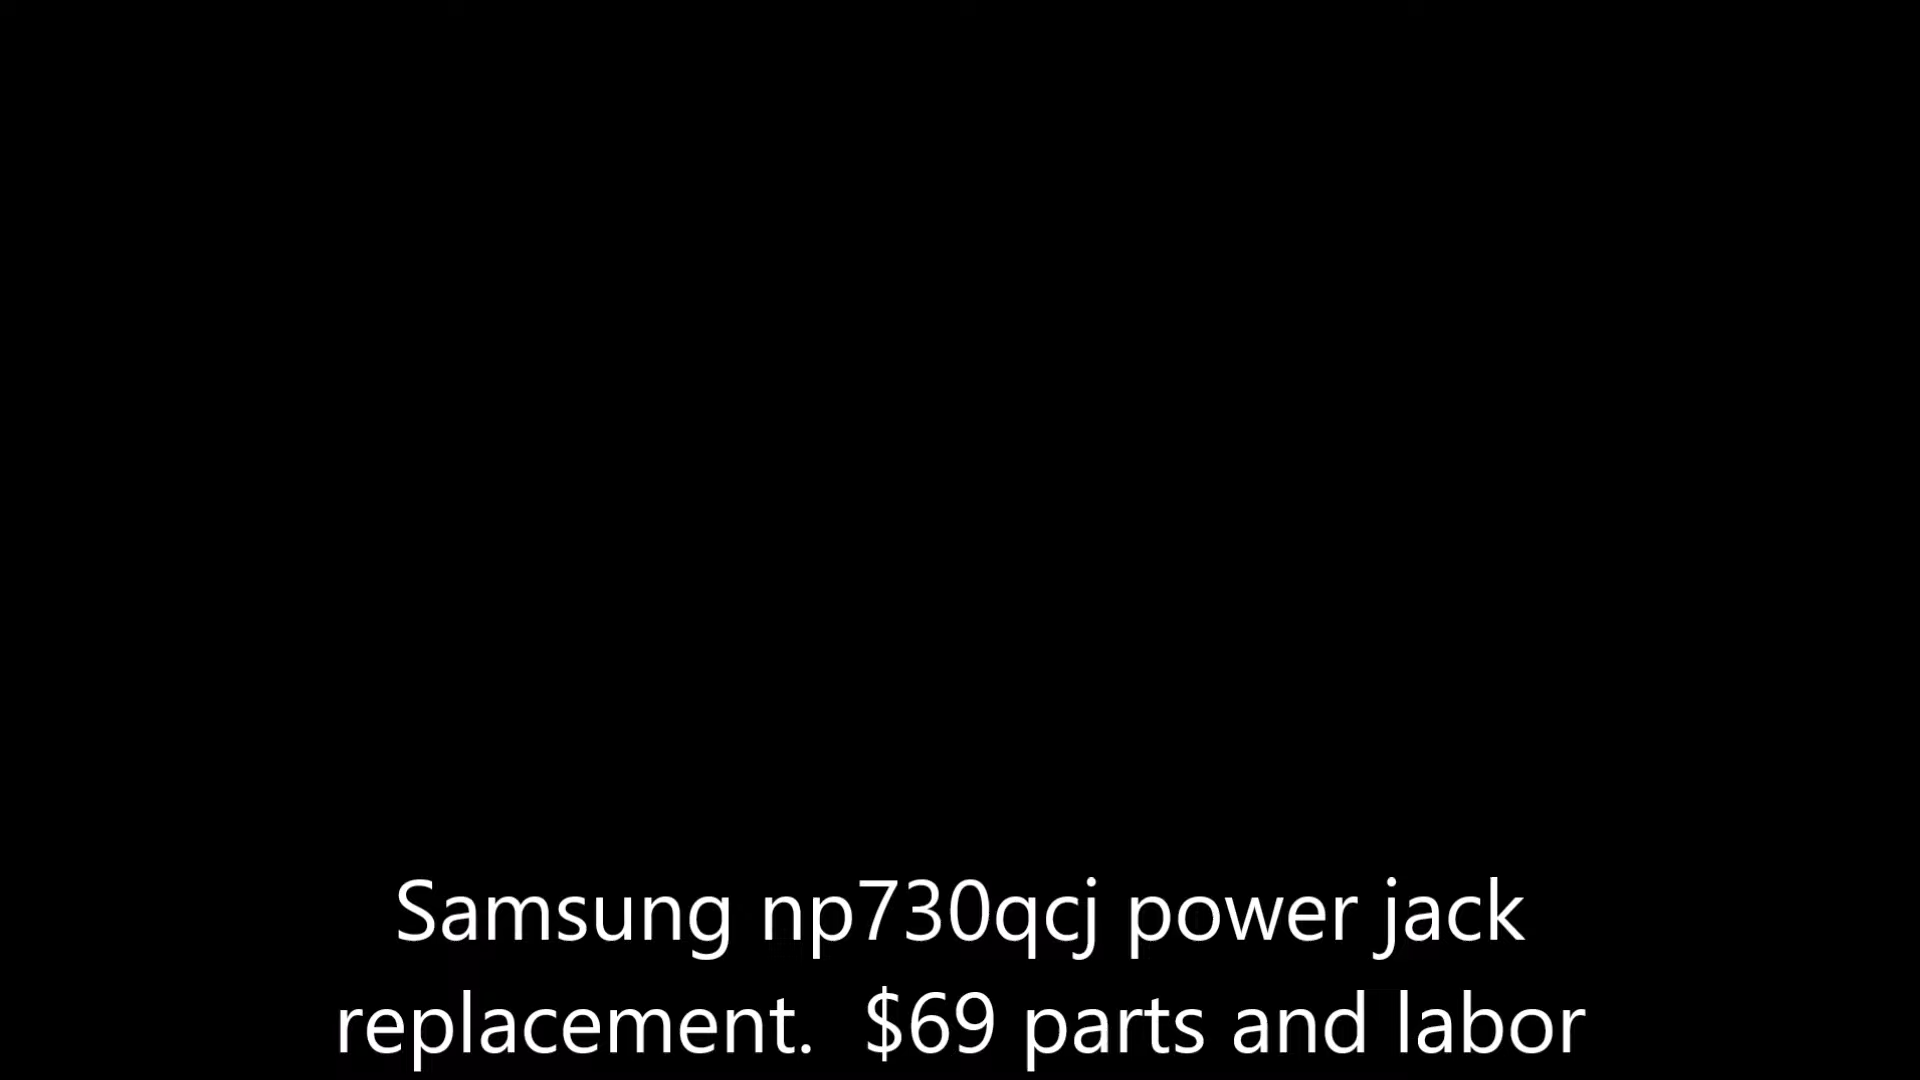 Samsung np730qcj power jack
replacement.  $69 parts and labor